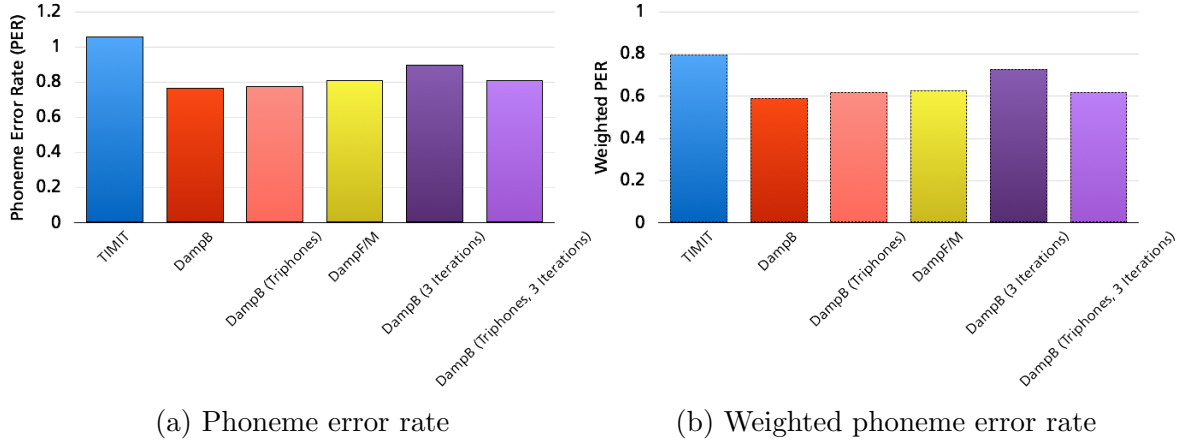 Phoneme Error Rate (PER)
1.2
1
0.8
0.6
0.4
0.2
0
TIMIT
DampB
DampB (Triphones)
DampF/M
DampB (3 Iterations)
DampB (Triphones, 3 Iterations)
(a) Phoneme error rate
Weighted PER
1
0.8
0.6
0.4
0.2
0
TIMIT
DampB
DampB (Triphones)
DampF/M
DampB (3 Iterations)
DampB (Triphones, 3 Iterations)
(b) Weighted phoneme error rate